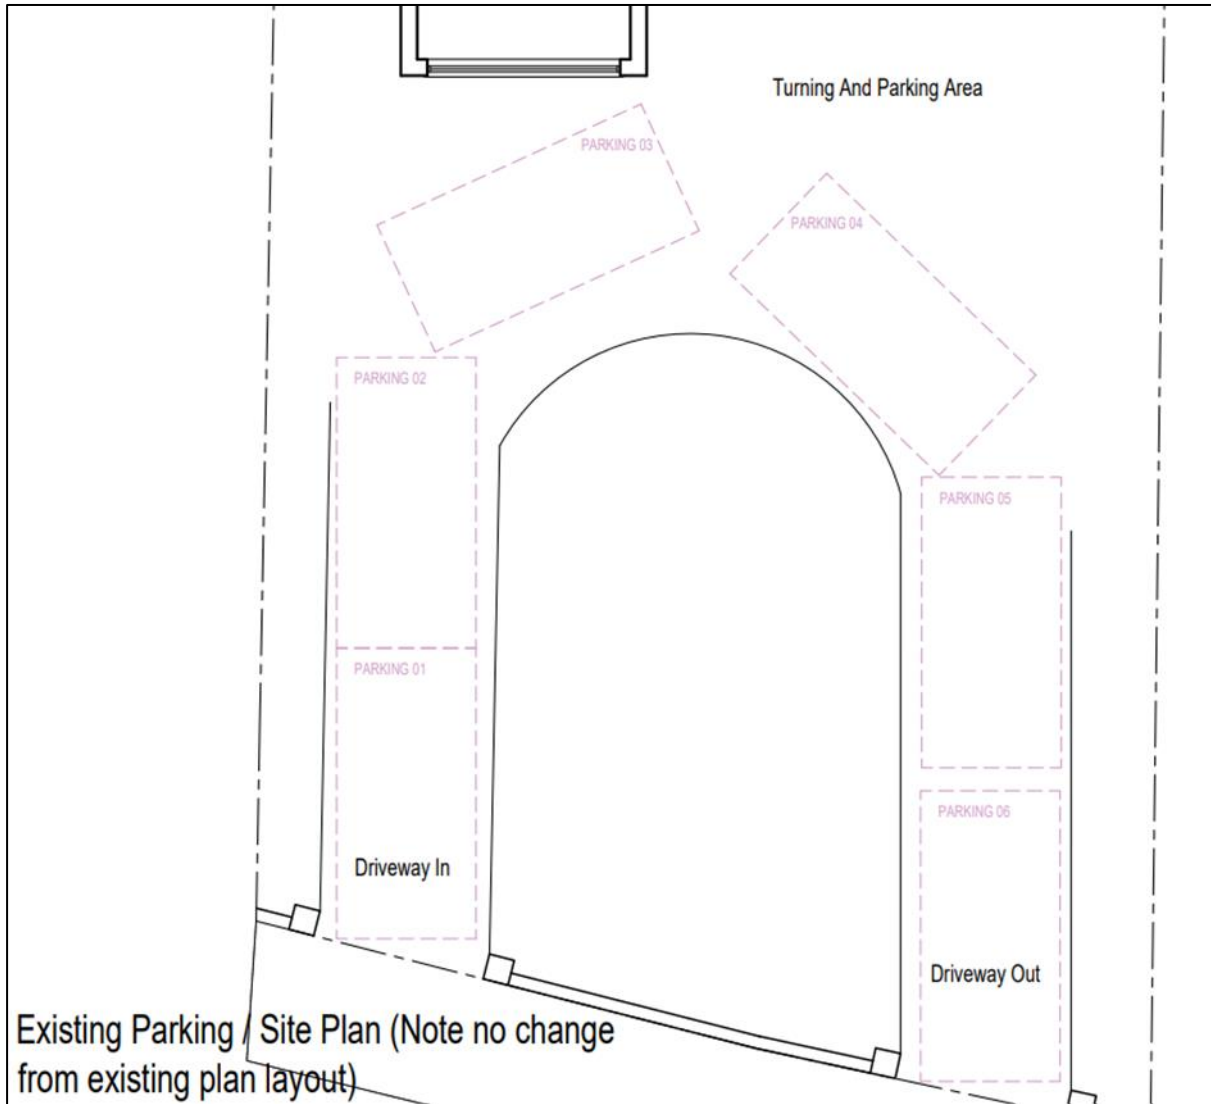 Turning And Parking Area
PARKING 03
PARKING 04
PARKING 02
PARKING 05
PARKING 01
PARKING 06
Driveway In
Driveway Out
Existing Parking / Site Plan (Note no change
from existing plan layout)